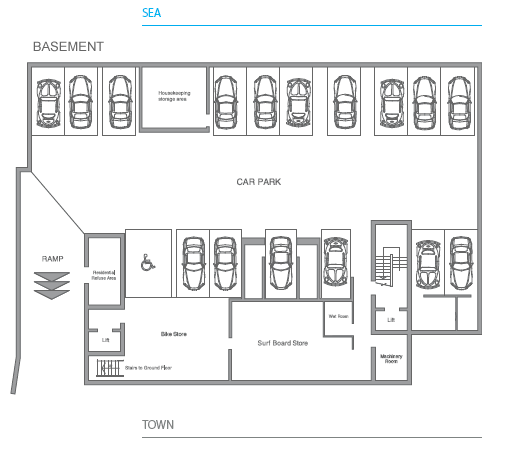 SEA
BASEMENT
Housekeeping
storage area
CAR PARK
RAMP
Residential
Refuse Area
Lift
Bike Store
Stairs to Ground Floor
Surf Board Store
Wet Room
Lift
Machinery
Room
TOWN